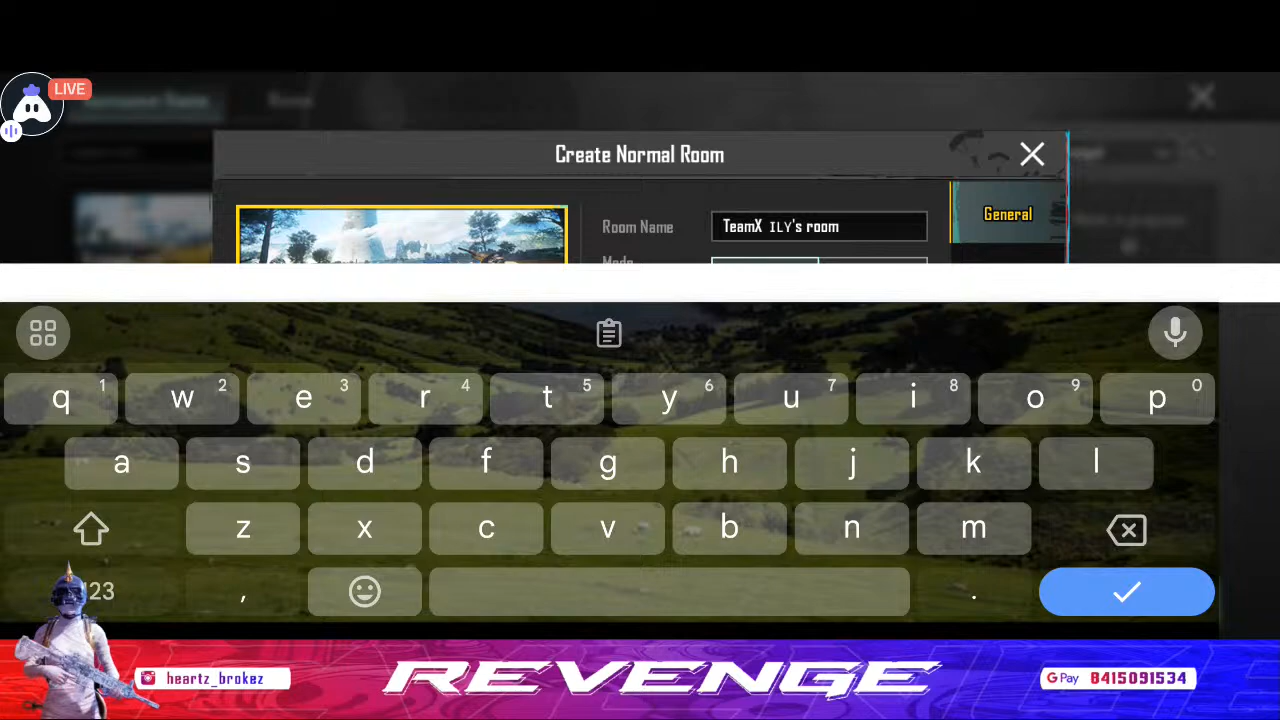 LIVE
Create Normal Room
Room Name
TeamX ILY's room
General
Mode
q 1 w 2 e 3 r 4 t 5 y 6 u 7 i 8 o 9 p 0
a s d f g h j k l
z x c v b n m
123 , .
heartz_brokez
REVENGE
G Pay 8415091534